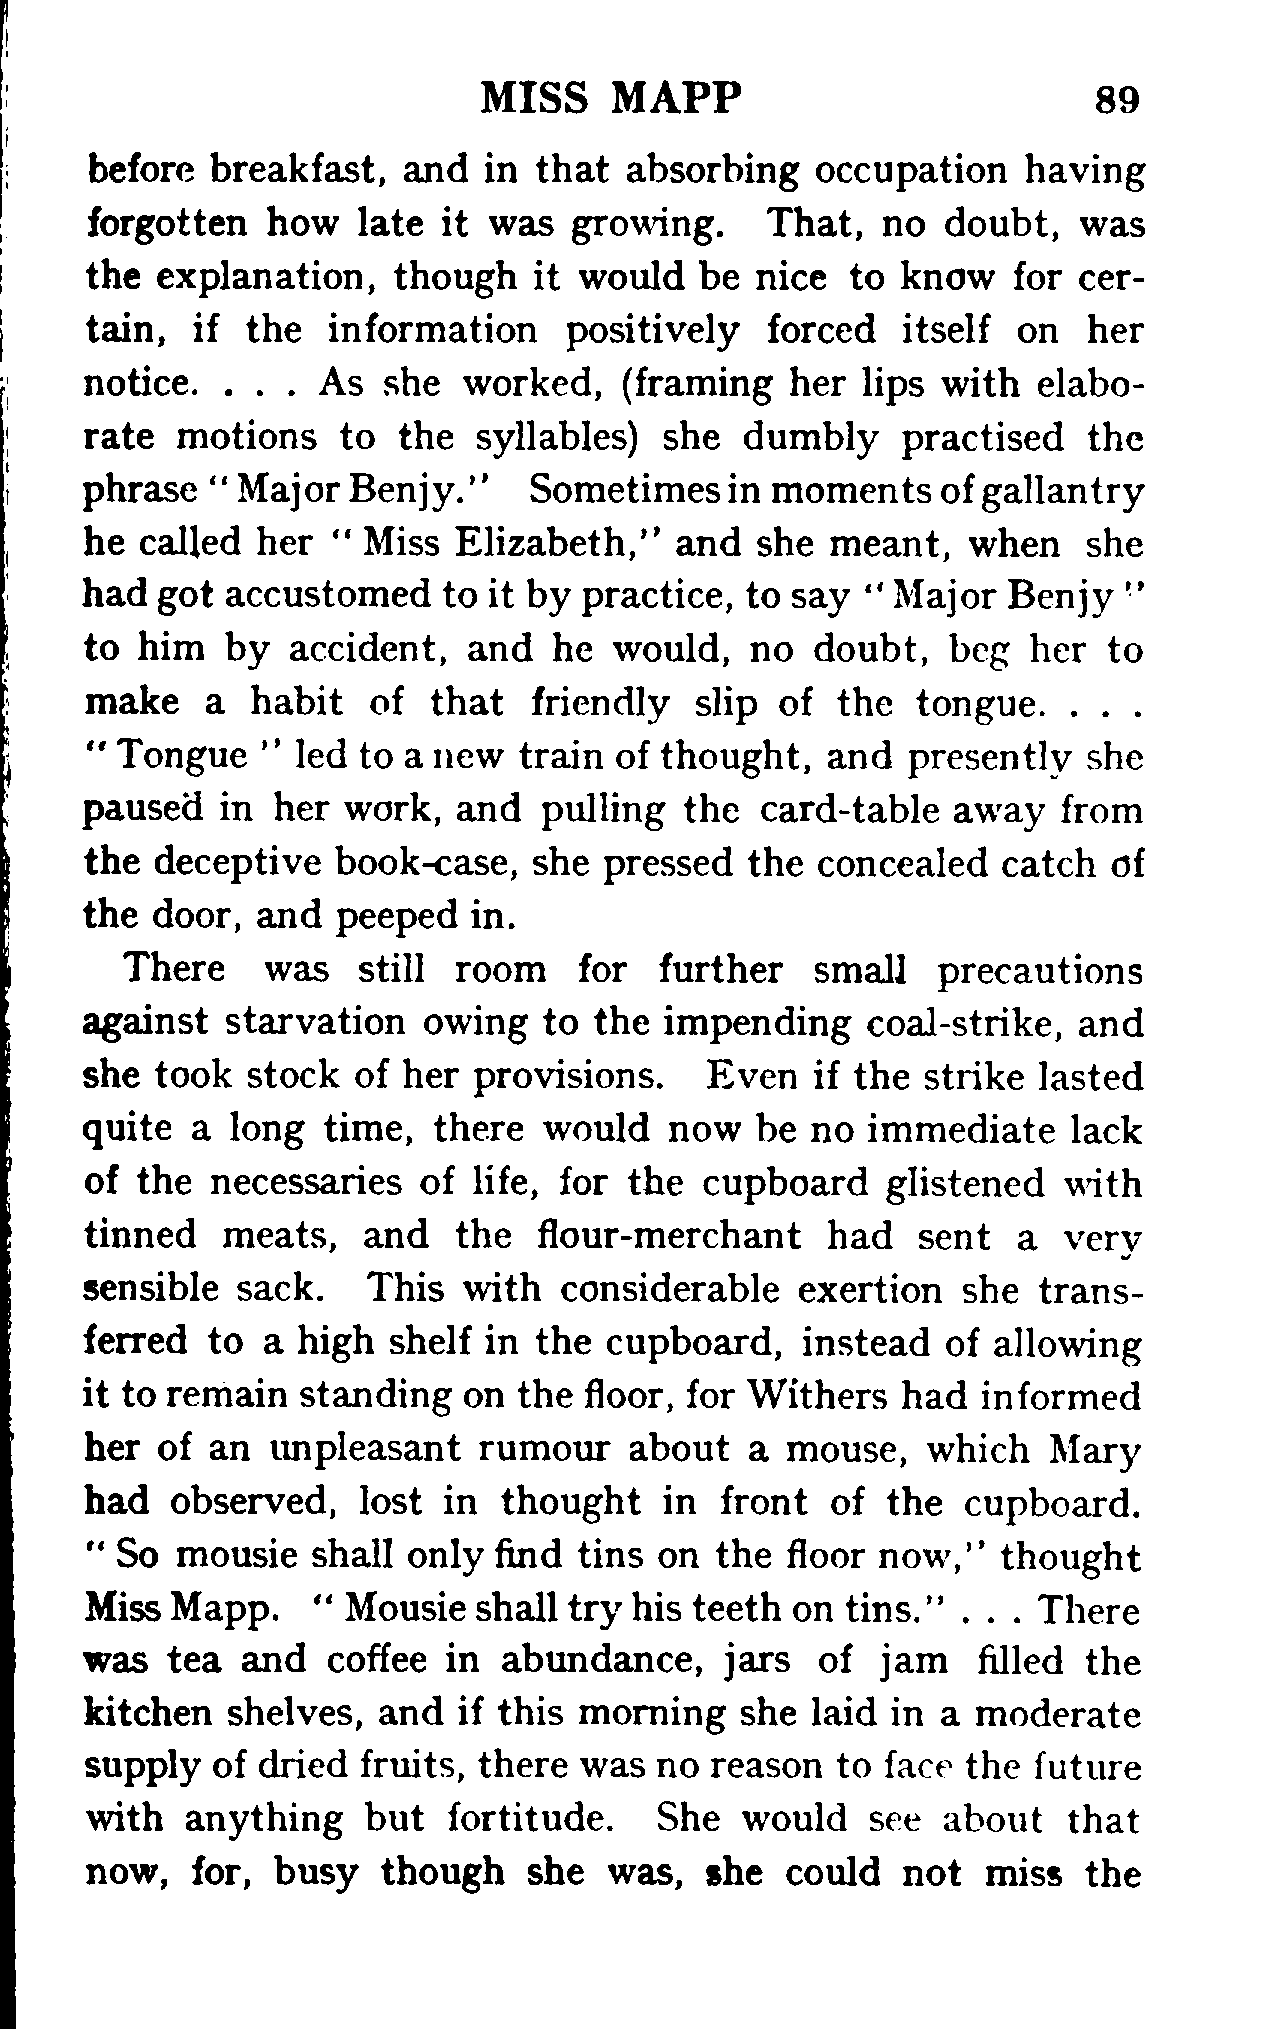 MISS MAPP 89
before breakfast, and in that absorbing occupation having
forgotten how late it was growing. That, no doubt, was
the explanation, though it would be nice to know for cer-
tain, if the information positively forced itself on her
notice. . . . As she worked, (framing her lips with elabo-
rate motions to the syllables) she dumbly practised the
phrase " Major Benjy." Sometimes in moments of gallantry
he called her " Miss Elizabeth," and she meant, when she
had got accustomed to it by practice, to say " Major Benjy "
to him by accident, and he would, no doubt, beg her to
make a habit of that friendly slip of the tongue. . . .
" Tongue " led to a new train of thought, and presently she
paused in her work, and pulling the card-table away from
the deceptive book-case, she pressed the concealed catch of
the door, and peeped in.
There was still room for further small precautions
against starvation owing to the impending coal-strike, and
she took stock of her provisions. Even if the strike lasted
quite a long time, there would now be no immediate lack
of the necessaries of life, for the cupboard glistened with
tinned meats, and the flour-merchant had sent a very
sensible sack. This with considerable exertion she trans-
ferred to a high shelf in the cupboard, instead of allowing
it to remain standing on the floor, for Withers had informed
her of an unpleasant rumour about a mouse, which Mary
had observed, lost in thought in front of the cupboard.
" So mousie shall only find tins on the floor now," thought
Miss Mapp. " Mousie shall try his teeth on tins." . . . There
was tea and coffee in abundance, jars of jam filled the
kitchen shelves, and if this morning she laid in a moderate
supply of dried fruits, there was no reason to face the future
with anything but fortitude. She would see about that
now, for, busy though she was, she could not miss the